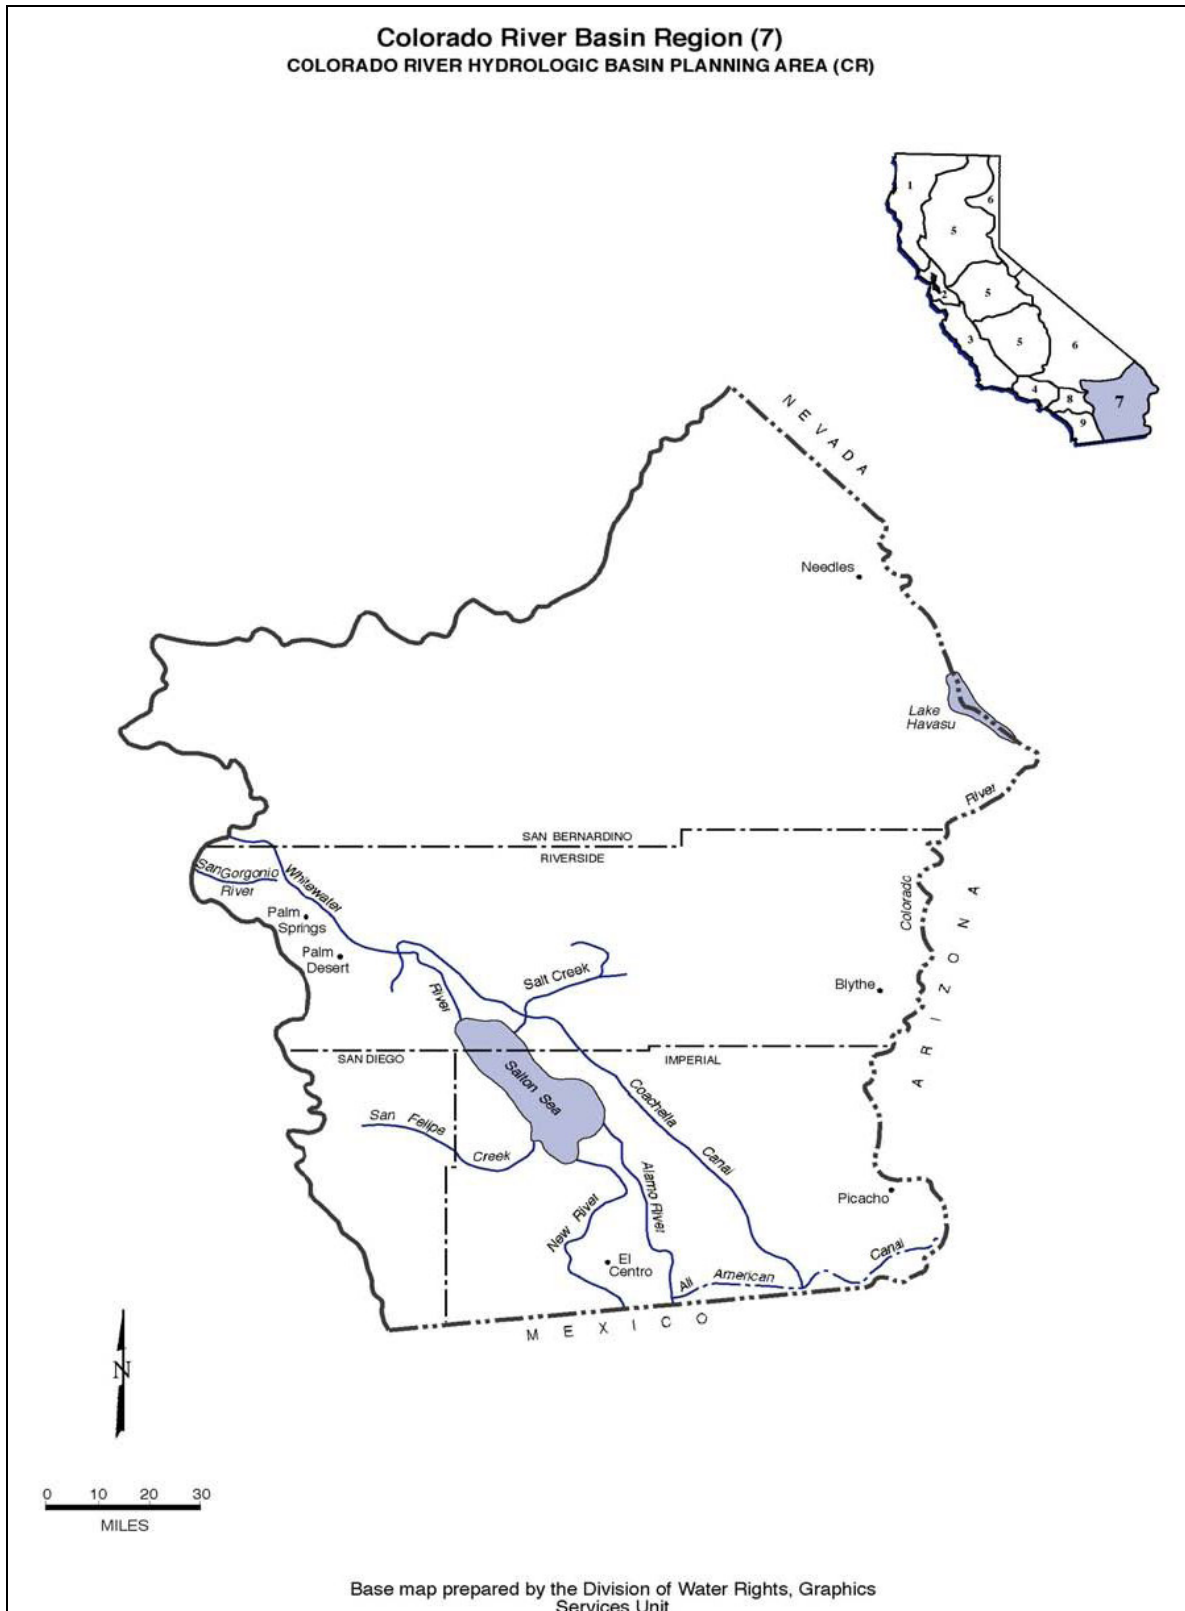 Colorado River Basin Region (7)
COLORADO RIVER HYDROLOGIC BASIN PLANNING AREA (CR)
1
6
5
2
5
3
5
6
4
8
7
9
NEVADA
Needles
Lake
Havasu
River
SAN BERNARDINO
RIVERSIDE
San Gorgonio
River
Whitewater
Colorado
ARIZONA
Palm
Springs
Palm
Desert
River
Salt Creek
Blythe
SAN DIEGO
IMPERIAL
Salton Sea
Coachella
Canal
San Felipe
Creek
Alamo River
New River
Picacho
El
Centro
All American
Canal
MEXICO
N
0 10 20 30
MILES
Base map prepared by the Division of Water Rights, Graphics
Services Unit